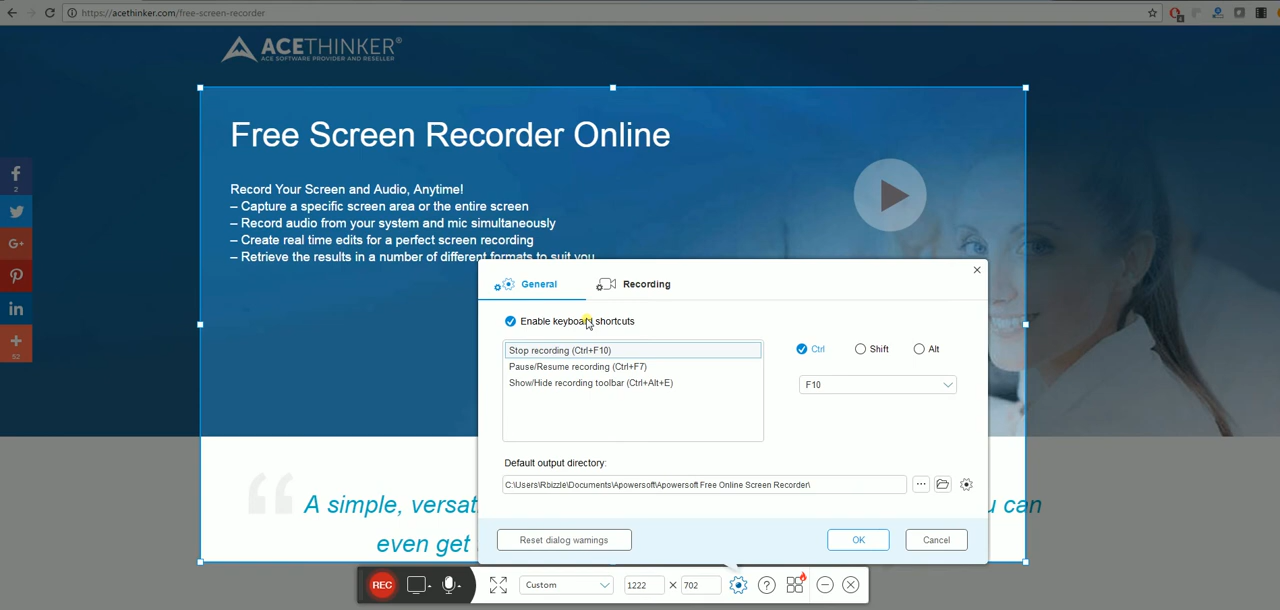 https://acethinker.com/free-screen-recorder
ACETHINKER®
ACE SOFTWARE PROVIDER AND RESELLER
Free Screen Recorder Online
Record Your Screen and Audio, Anytime!
– Capture a specific screen area or the entire screen
– Record audio from your system and mic simultaneously
– Create real time edits for a perfect screen recording
– Retrieve the results in a number of different formats to suit you
2
G+
52
General
Recording
Enable keyboard shortcuts
Stop recording (Ctrl+F10)
Pause/Resume recording (Ctrl+F7)
Show/Hide recording toolbar (Ctrl+Alt+E)
Ctrl
Shift
Alt
F10
Default output directory:
C:\Users\Rbizzle\Documents\Apowersoft\Apowersoft Free Online Screen Recorder\
...
Reset dialog warnings
OK
Cancel
A simple, can
even get
REC
Custom
1222 X 702
?